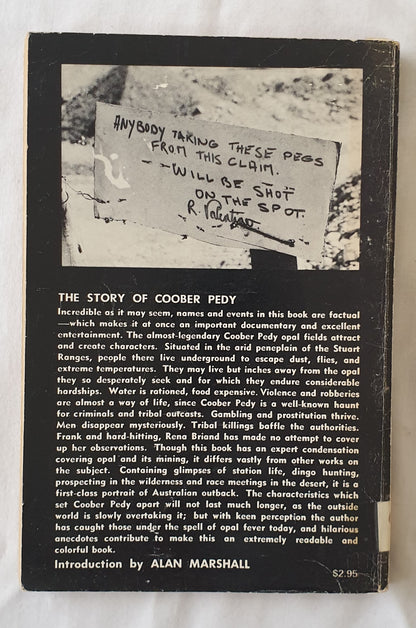 ANYBODY TAKING THESE PEGS
FROM THIS CLAIM.
- - WILL BE SHOT
ON THE SPOT.
R. Valentino
THE STORY OF COOBER PEDY
Incredible as it may seem, names and events in this book are factual
—which makes it at once an important documentary and excellent
entertainment. The almost-legendary Coober Pedy opal fields attract
and create characters. Situated in the arid peneplain of the Stuart
Ranges, people there live underground to escape dust, flies, and
extreme temperatures. They may live but inches away from the opal
they so desperately seek and for which they endure considerable
hardships. Water is rationed, food expensive. Violence and robberies
are almost a way of life, since Coober Pedy is a well-known haunt
for criminals and tribal outcasts. Gambling and prostitution thrive.
Men disappear mysteriously. Tribal killings baffle the authorities.
Frank and hard-hitting, Rena Briand has made no attempt to cover
up her observations. Though this book has an expert condensation
covering opal and its mining, it differs vastly from other works on
the subject. Containing glimpses of station life, dingo hunting,
prospecting in the wilderness and race meetings in the desert, it is a
first-class portrait of Australian outback. The characteristics which
set Coober Pedy apart will not last much longer, as the outside
world is slowly overtaking it; but with keen perception the author
has caught those under the spell of opal fever today, and hilarious
anecdotes contribute to make this an extremely readable and
colorful book.
Introduction by ALAN MARSHALL
$2.95